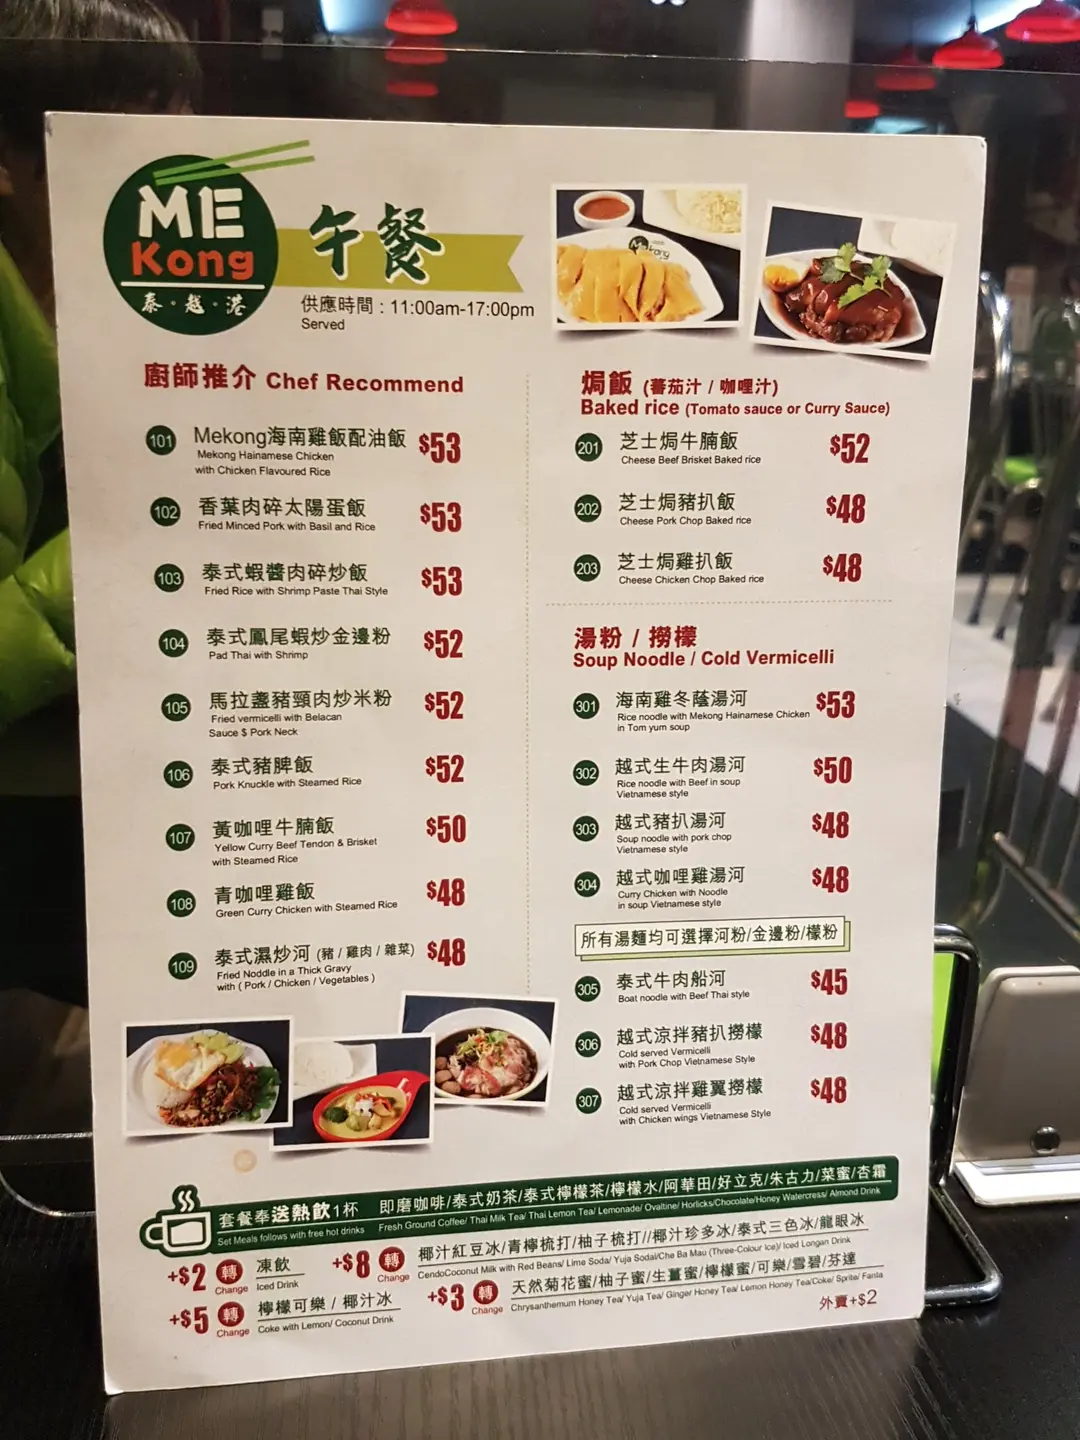 ME
Kong
泰。越。港
午餐
供應時間 : 11:00am-17:00pm
Served
Mekong
廚師推介 Chef Recommend
101 Mekong海南雞飯配油飯 $53
Mekong Hainamese Chicken
with Chicken Flavoured Rice
102 香葉肉碎太陽蛋飯 $53
Fried Minced Pork with Basil and Rice
103 泰式蝦醬肉碎炒飯 $53
Fried Rice with Shrimp Paste Thai Style
104 泰式鳳尾蝦炒金邊粉 $52
Pad Thai with Shrimp
105 馬拉盞豬頸肉炒米粉 $52
Fried vermicelli with Belacan
Sauce $ Pork Neck
106 泰式豬脾飯 $52
Pork Knuckle with Steamed Rice
107 黃咖哩牛腩飯 $50
Yellow Curry Beef Tendon & Brisket
with Steamed Rice
108 青咖哩雞飯 $48
Green Curry Chicken with Steamed Rice
109 泰式濕炒河 (豬 / 雞肉 / 雜菜) $48
Fried Noddle in a Thick Gravy
with ( Pork / Chicken / Vegetables )
焗飯 (蕃茄汁 / 咖哩汁)
Baked rice (Tomato sauce or Curry Sauce)
201 芝士焗牛腩飯 $52
Cheese Beef Brisket Baked rice
202 芝士焗豬扒飯 $48
Cheese Pork Chop Baked rice
203 芝士焗雞扒飯 $48
Cheese Chicken Chop Baked rice
湯粉 / 撈檬
Soup Noodle / Cold Vermicelli
301 海南雞冬蔭湯河 $53
Rice noodle with Mekong Hainamese Chicken
in Tom yum soup
302 越式生牛肉湯河 $50
Rice noodle with Beef in soup
Vietnamese style
303 越式豬扒湯河 $48
Soup noodle with pork chop
Vietnamese style
304 越式咖哩雞湯河 $48
Curry Chicken with Noodle
in soup Vietnamese style
所有湯麵均可選擇河粉/金邊粉/檬粉
305 泰式牛肉船河 $45
Boat noodle with Beef Thai style
306 越式涼拌豬扒撈檬 $48
Cold served Vermicelli
with Pork Chop Vietnamese Style
307 越式涼拌雞翼撈檬 $48
Cold served Vermicelli
with Chicken wings Vietnamese Style
套餐奉送熱飲1杯 即磨咖啡/泰式奶茶/泰式檸檬茶/檸檬水/阿華田/好立克/朱古力/菜蜜/杏霜
Set Meals follows with free hot drinks Fresh Ground Coffee/ Thai Milk Tea/ Thai Lemon Tea/ Lemonade/ Ovaltine/ Horlicks/Chocolate/Honey Watercress/ Almond Drink
+$2 轉 Change 凍飲
Iced Drink
+$8 轉 Change 椰汁紅豆冰/青檸梳打/柚子梳打//椰汁珍多冰/泰式三色冰/龍眼冰
CendoCoconut Milk with Red Beans/ Lime Soda/ Yuja Sodal/Che Ba Mau (Three-Colour Ice)/ Iced Longan Drink
+$5 轉 Change 檸檬可樂 / 椰汁冰
Coke with Lemon/ Coconut Drink
+$3 轉 Change 天然菊花蜜/柚子蜜/生薑蜜/檸檬蜜/可樂/雪碧/芬達
Chrysanthemum Honey Tea/ Yuja Tea/ Ginger Honey Tea/ Lemon Honey Tea/Coke/ Sprite/ Fanta
外賣+$2